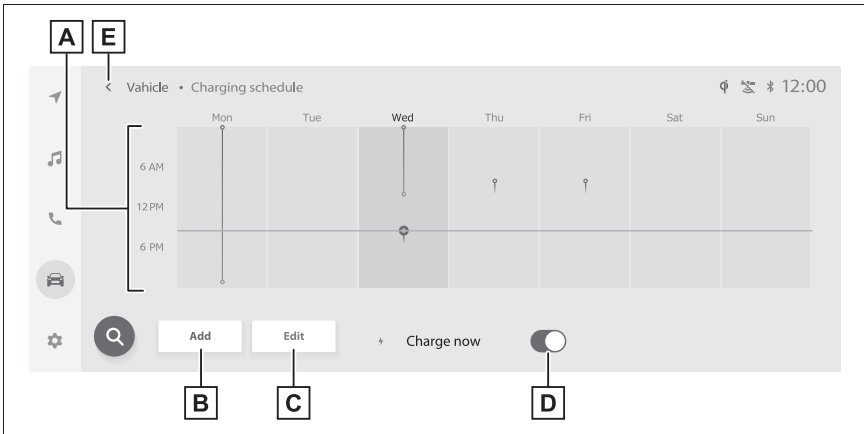 A E
Vahicle • Charging schedule qi 12:00
Mon Tue Wed Thu Fri Sat Sun
6 AM
12 PM
6 PM
Add Edit Charge now
B C D